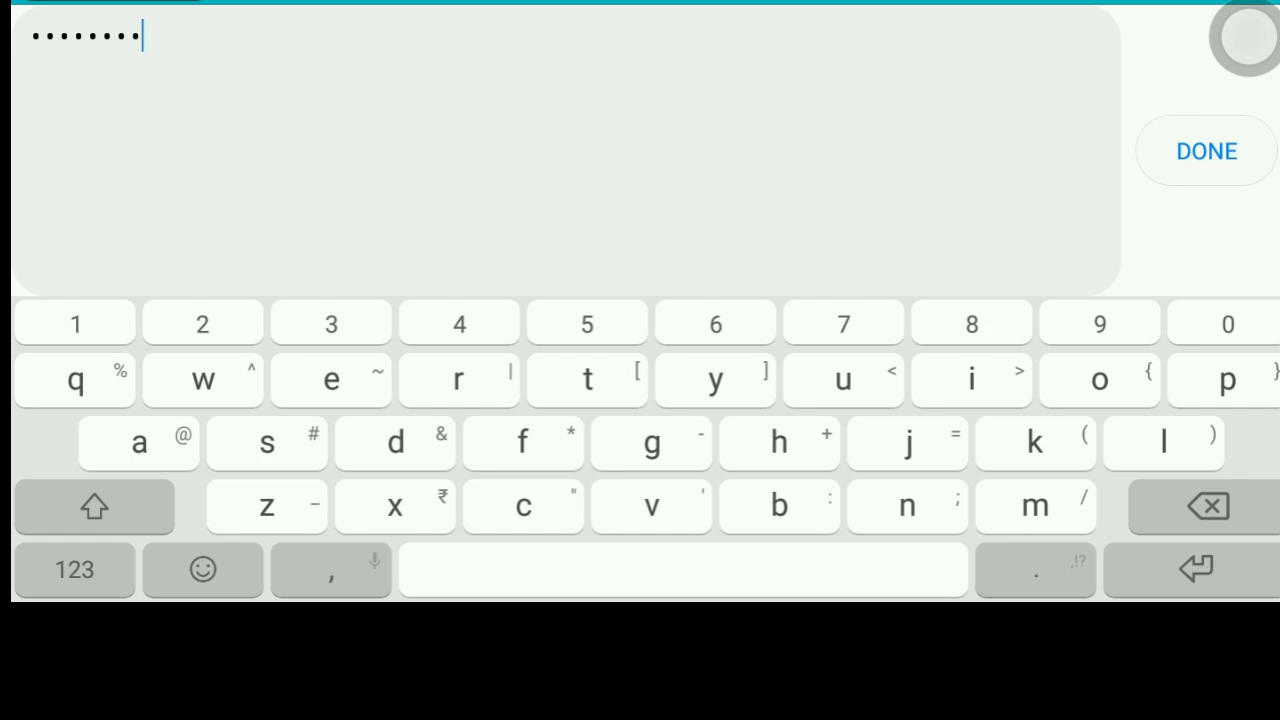 ••••••••
DONE
1 2 3 4 5 6 7 8 9 0
q % w ^ e ~ r | t [ y ] u < i > o { p }
a @ s # d & f * g - h + j = k ( l )
z _ x ₹ c " v ' b : n ; m /
123 , . ,!?